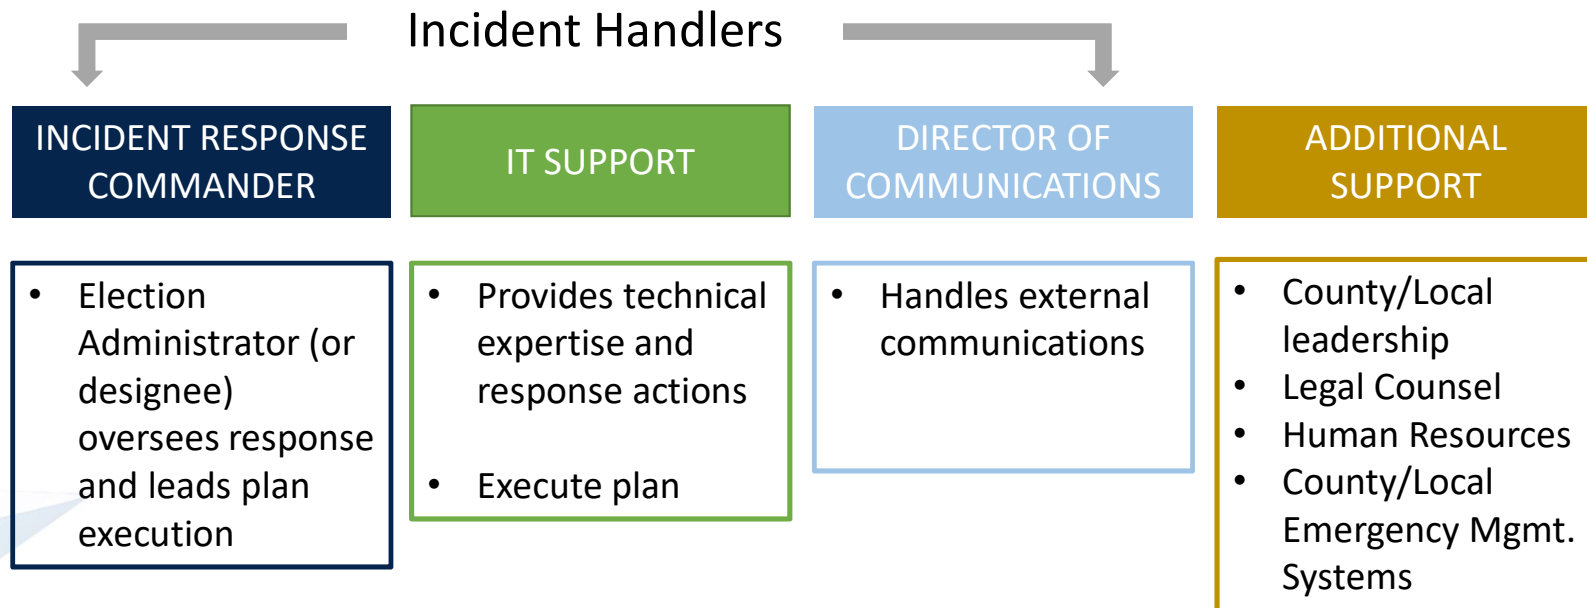 Incident Handlers
INCIDENT RESPONSE
COMMANDER
IT SUPPORT
DIRECTOR OF
COMMUNICATIONS
ADDITIONAL
SUPPORT
• Election
Administrator (or
designee)
oversees response
and leads plan
execution
• Provides technical
expertise and
response actions
• Execute plan
• Handles external
communications
• County/Local
leadership
• Legal Counsel
• Human Resources
• County/Local
Emergency Mgmt.
Systems